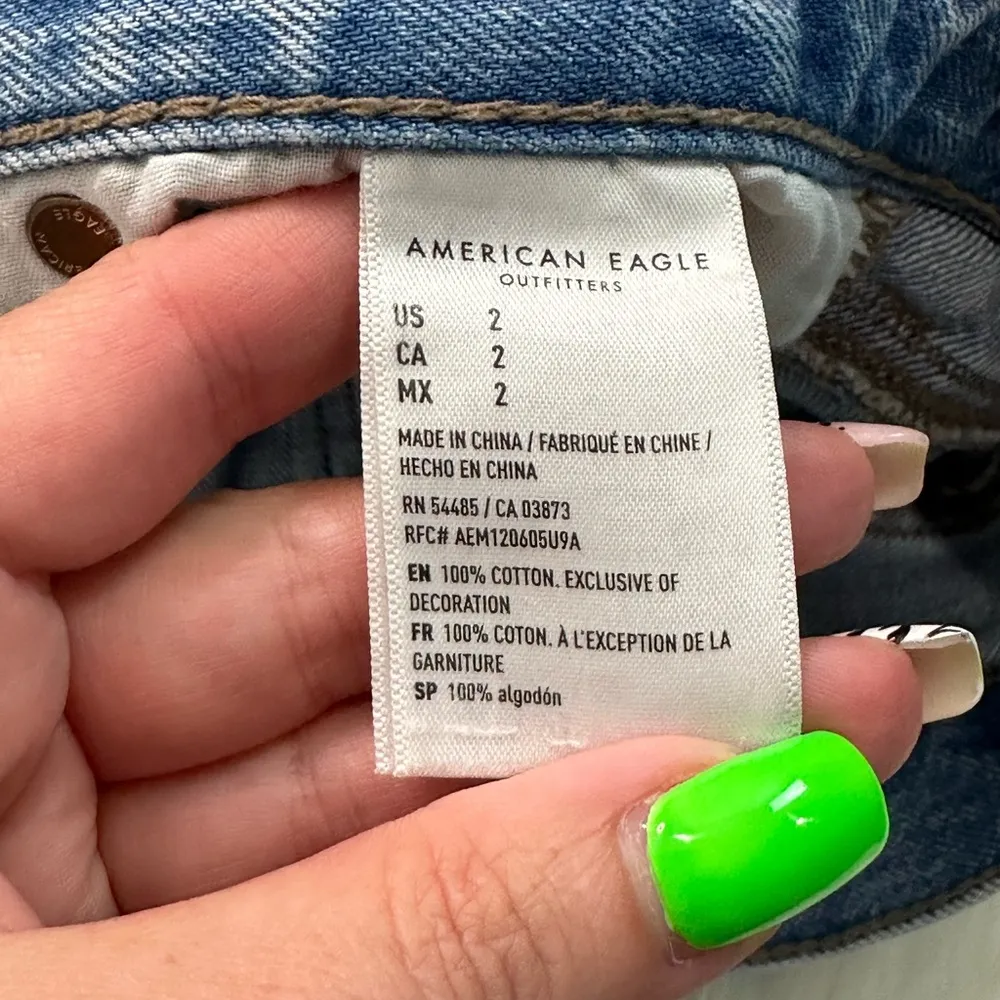 AMERICAN EAGLE
OUTFITTERS
US 2
CA 2
MX 2
MADE IN CHINA / FABRIQUÉ EN CHINE /
HECHO EN CHINA
RN 54485 / CA 03873
RFC# AEM120605U9A
EN 100% COTTON. EXCLUSIVE OF
DECORATION
FR 100% COTON. À L'EXCEPTION DE LA
GARNITURE
SP 100% algodón
AMERICAN EAGLE